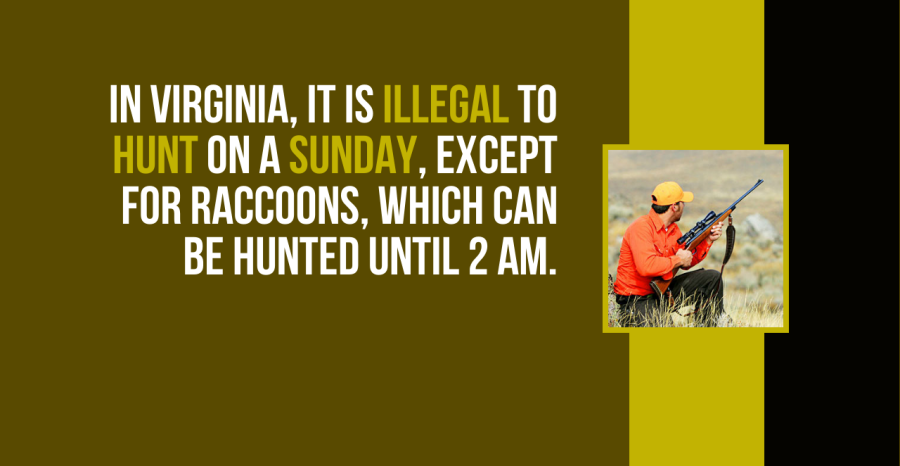 IN VIRGINIA, IT IS ILLEGAL TO
HUNT ON A SUNDAY, EXCEPT
FOR RACCOONS, WHICH CAN
BE HUNTED UNTIL 2 AM.